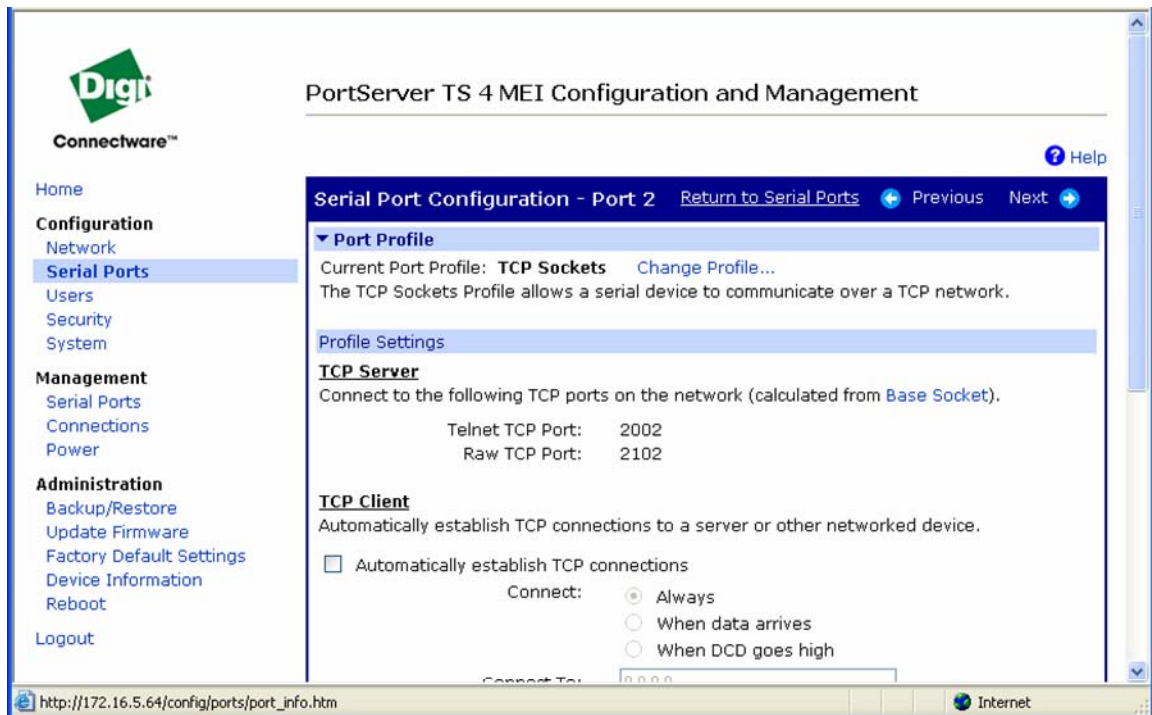 Digi
Connectware™
PortServer TS 4 MEI Configuration and Management
Help
Home
Configuration
Network
Serial Ports
Users
Security
System
Management
Serial Ports
Connections
Power
Administration
Backup/Restore
Update Firmware
Factory Default Settings
Device Information
Reboot
Logout
Serial Port Configuration - Port 2 Return to Serial Ports Previous Next
Port Profile
Current Port Profile: TCP Sockets Change Profile...
The TCP Sockets Profile allows a serial device to communicate over a TCP network.
Profile Settings
TCP Server
Connect to the following TCP ports on the network (calculated from Base Socket).
Telnet TCP Port: 2002
Raw TCP Port: 2102
TCP Client
Automatically establish TCP connections to a server or other networked device.
Automatically establish TCP connections
Connect: Always
When data arrives
When DCD goes high
Connect To: 0.0.0.0
http://172.16.5.64/config/ports/port_info.htm Internet